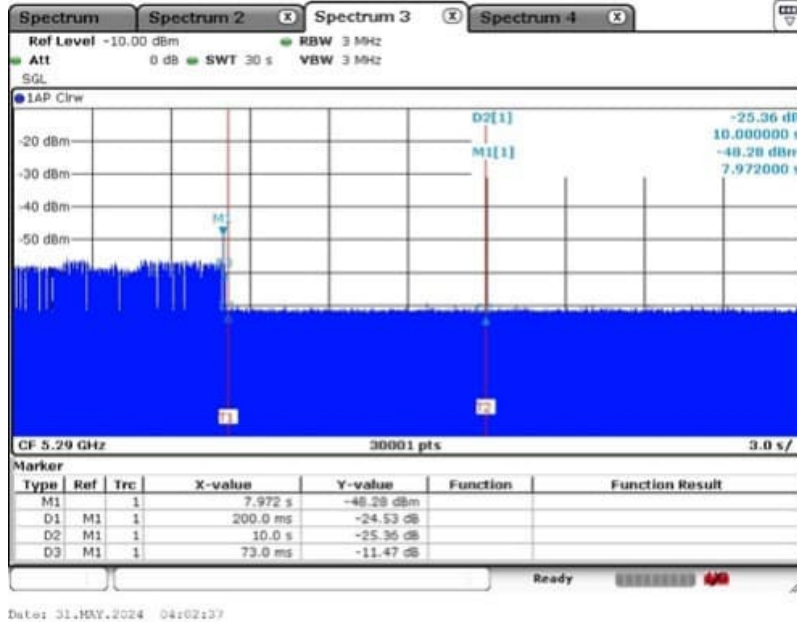 Spectrum Spectrum 2 X Spectrum 3 X Spectrum 4 X
Ref Level -10.00 dBm RBW 3 MHz
Att 0 dB SWT 30 s VBW 3 MHz
SGL
1AP Clrw
D2[1] -25.36 dB
10.000000 s
-20 dBm
M1[1] -48.28 dBm
7.972000 s
-30 dBm
-40 dBm
M1
-50 dBm
T1
T2
CF 5.29 GHz 30001 pts 3.0 s/
Marker
Type Ref Trc X-value Y-value Function Function Result
M1 1 7.972 s -48.28 dBm
D1 M1 1 200.0 ms -24.53 dB
D2 M1 1 10.0 s -25.36 dB
D3 M1 1 73.0 ms -11.47 dB
Ready
Date: 31.MAY.2024 04:02:37